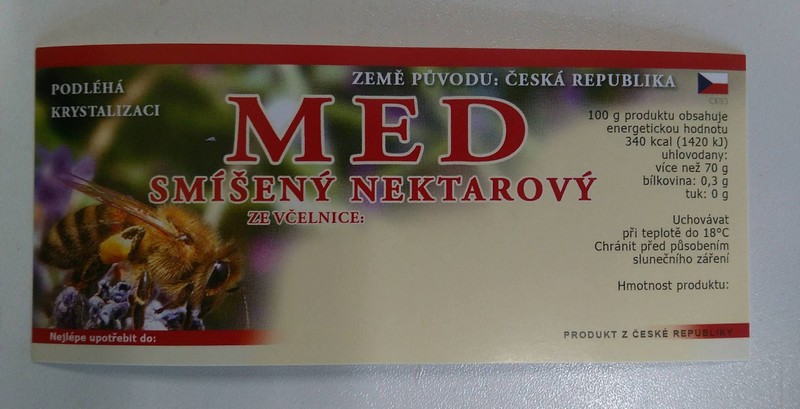 PODLÉHÁ
KRYSTALIZACI
ZEMĚ PŮVODU: ČESKÁ REPUBLIKA
MED
SMÍŠENÝ NEKTAROVÝ
ZE VČELNICE:
100 g produktu obsahuje
energetickou hodnotu
340 kcal (1420 kJ)
uhlovodany:
více než 70 g
bílkovina: 0,3 g
tuk: 0 g
Uchovávat
při teplotě do 18°C
Chránit před působením
slunečního záření
Hmotnost produktu:
Nejlépe upotřebit do:
PRODUKT Z ČESKÉ REPUBLIKY